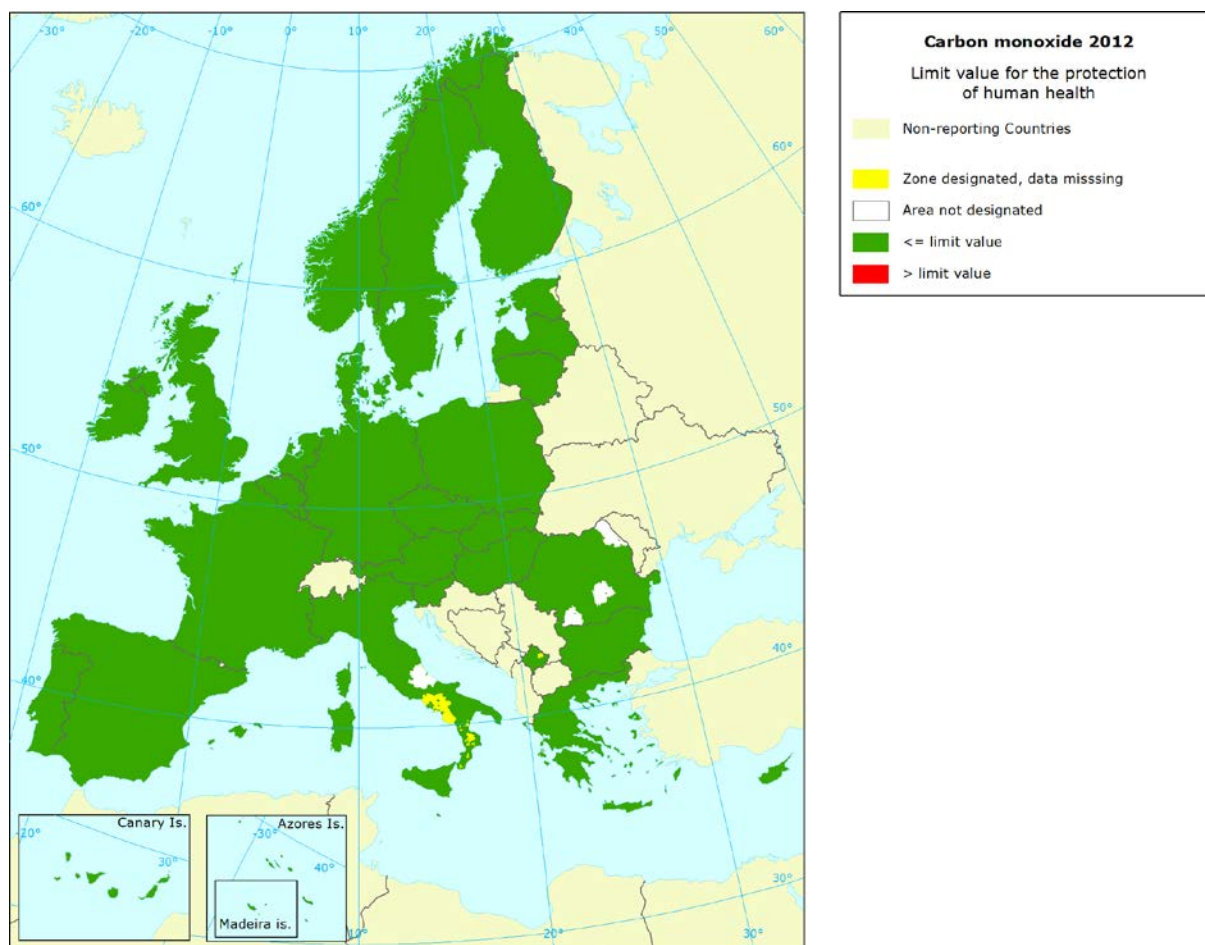 -30°
-20°
-10°
0°
10°
20°
30°
40°
50°
60°
60°
60°
50°
50°
40°
40°
Canary Is.
-20°
30°
Azores Is.
-30°
40°
Madeira is.
10°
20°
30°
30°
Carbon monoxide 2012
Limit value for the protection
of human health
Non-reporting Countries
Zone designated, data misssing
Area not designated
<= limit value
> limit value